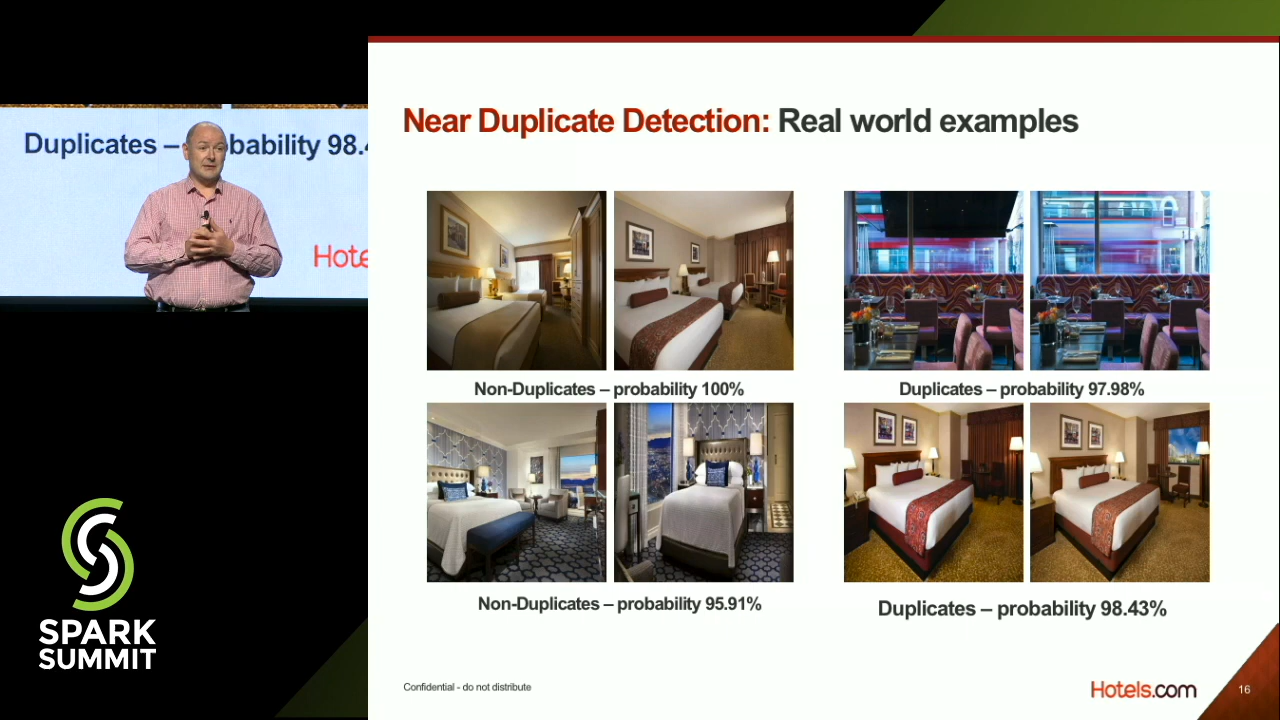 Near Duplicate Detection: Real world examples
Duplicates – bability 98.
Hote
Non-Duplicates – probability 100%
Duplicates – probability 97.98%
Non-Duplicates – probability 95.91%
Duplicates – probability 98.43%
SPARK
SUMMIT
Confidential - do not distribute
Hotels.com
16